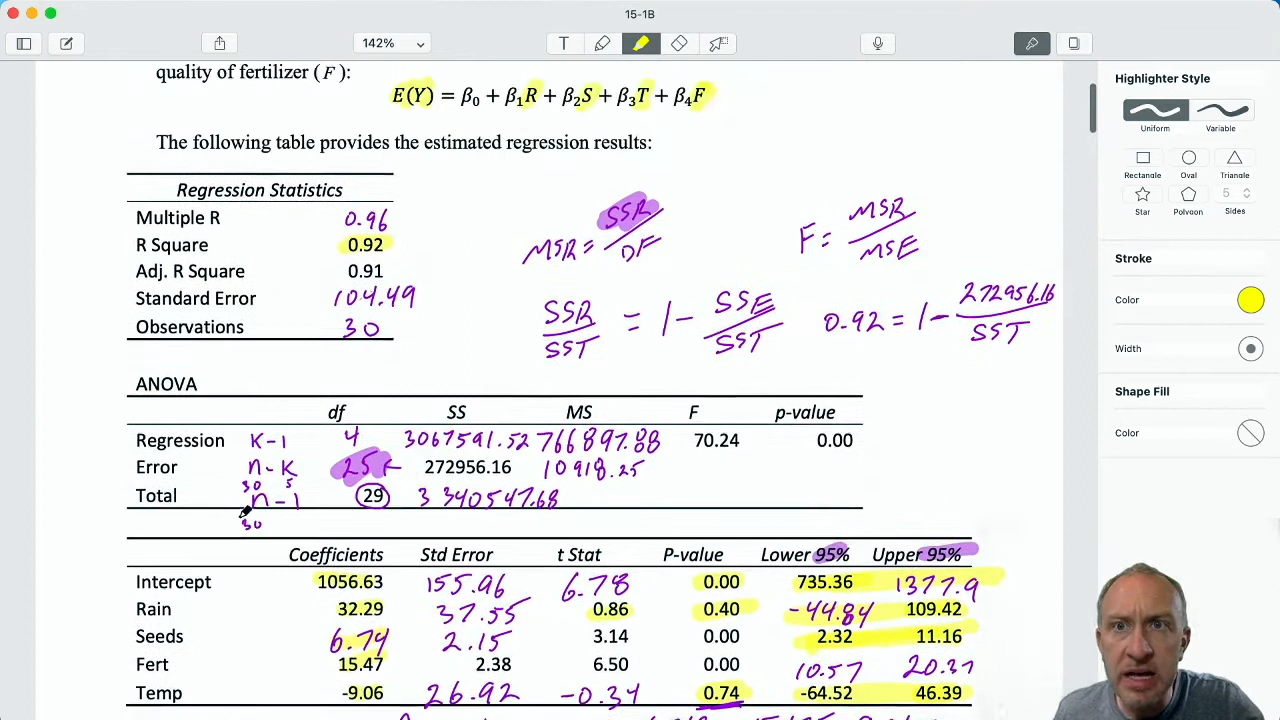 15-1B
142%
T
Highlighter Style
Uniform Variable
Rectangle Oval Triangle
5
Star Polygon Sides
Stroke
Color
Width
Shape Fill
Color
quality of fertilizer (F):
E(Y) = β₀ + β₁R + β₂S + β₃T + β₄F
The following table provides the estimated regression results:
Regression Statistics
Multiple R 0.96
R Square 0.92
Adj. R Square 0.91
Standard Error 104.49
Observations 30
MSR = SSR/DF F = MSR/MSE
SSR/SST = 1 - SSE/SST 0.92 = 1 - 272956.16/SST
ANOVA
df SS MS F p-value
Regression K-1 4 3067591.52 766897.88 70.24 0.00
Error n-K 25 272956.16 10918.25
30 5
Total n-1 29 3340547.68
30
Coefficients Std Error t Stat P-value Lower 95% Upper 95%
Intercept 1056.63 155.96 6.78 0.00 735.36 1377.9
Rain 32.29 37.55 0.86 0.40 -44.84 109.42
Seeds 6.74 2.15 3.14 0.00 2.32 11.16
Fert 15.47 2.38 6.50 0.00 10.57 20.37
Temp -9.06 26.92 -0.34 0.74 -64.52 46.39